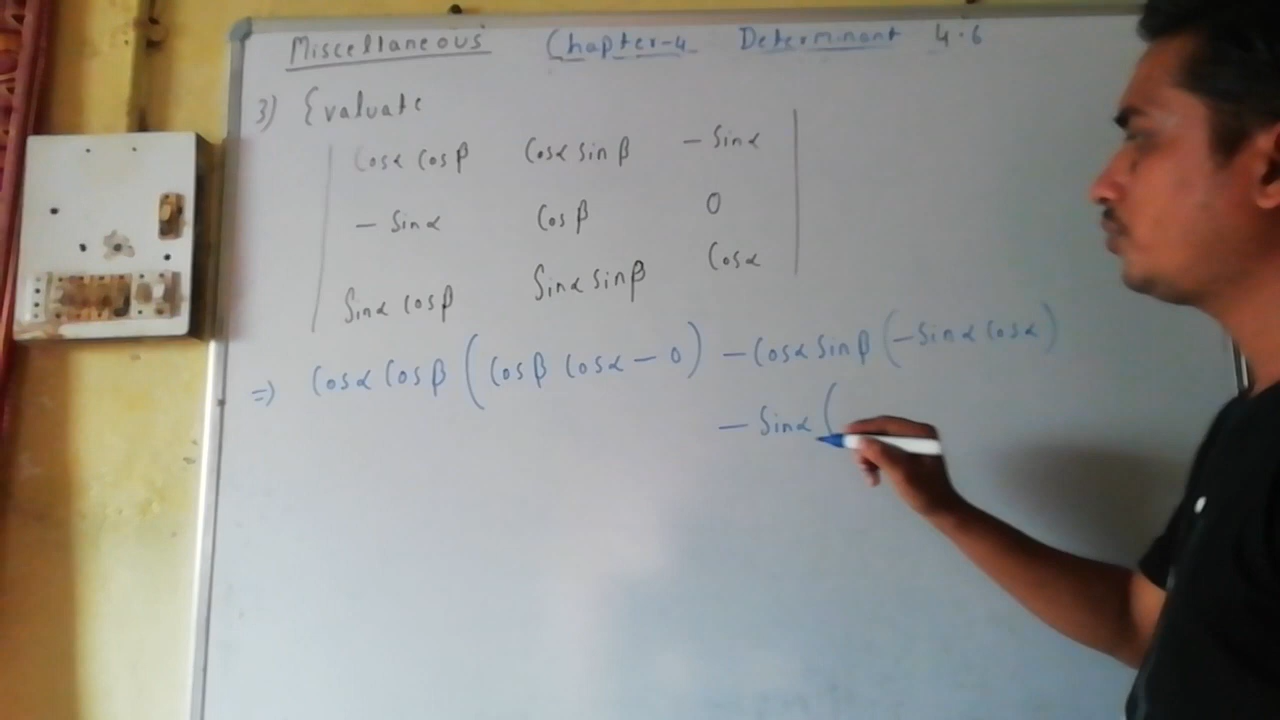 Miscellaneous Chapter-4 Determinant 4.6
3) Evaluate
Cosα Cosβ Cosα Sinβ - Sinα
- Sinα Cosβ 0
Sinα Cosβ Sinα Sinβ Cosα
=) Cosα Cosβ (Cosβ Cosα - 0) - Cosα Sinβ (-Sinα Cosα)
- Sinα (